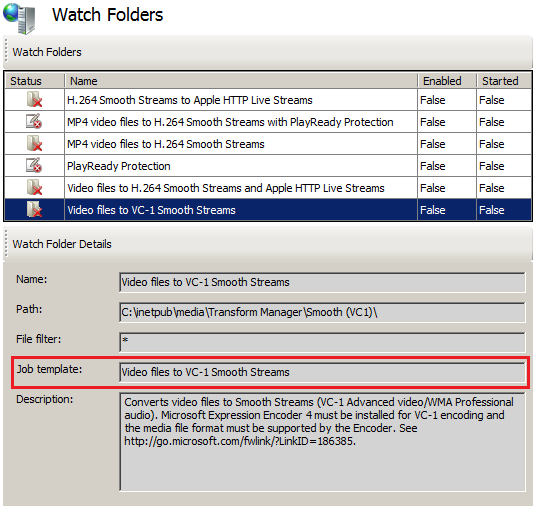 Watch Folders
Watch Folders
Status Name Enabled Started
H.264 Smooth Streams to Apple HTTP Live Streams False False
MP4 video files to H.264 Smooth Streams with PlayReady Protection False False
MP4 video files to H.264 Smooth Streams False False
PlayReady Protection False False
Video files to H.264 Smooth Streams and Apple HTTP Live Streams False False
Video files to VC-1 Smooth Streams False False
Watch Folder Details
Name: Video files to VC-1 Smooth Streams
Path: C:\inetpub\media\Transform Manager\Smooth (VC1)\
File filter: *
Job template: Video files to VC-1 Smooth Streams
Description: Converts video files to Smooth Streams (VC-1 Advanced video/WMA Professional
audio). Microsoft Expression Encoder 4 must be installed for VC-1 encoding and
the media file format must be supported by the Encoder. See
http://go.microsoft.com/fwlink/?LinkID=186385.